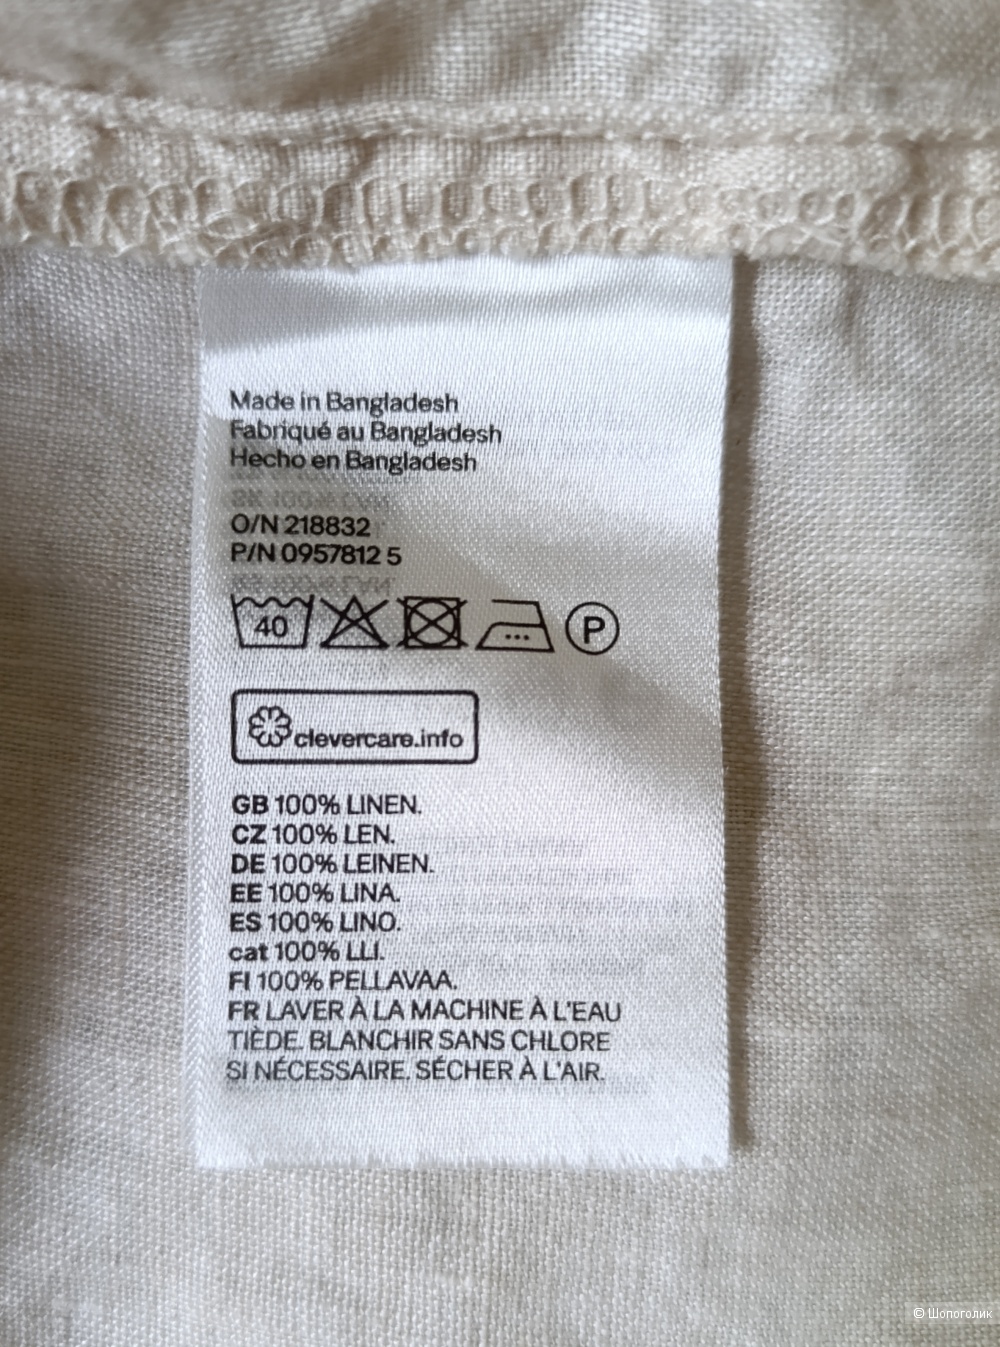 Made in Bangladesh
Fabriqué au Bangladesh
Hecho en Bangladesh
O/N 218832
P/N 0957812 5
40 P
clevercare.info
GB 100% LINEN.
CZ 100% LEN.
DE 100% LEINEN.
EE 100% LINA.
ES 100% LINO.
cat 100% LLI.
FI 100% PELLAVAA.
FR LAVER À LA MACHINE À L'EAU
TIÈDE. BLANCHIR SANS CHLORE
SI NÉCESSAIRE. SÉCHER À L'AIR.
© Шопоголик